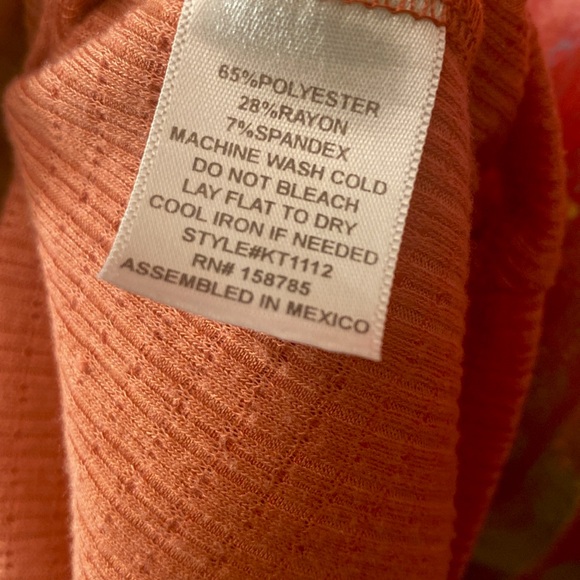 65%POLYESTER
28%RAYON
7%SPANDEX
MACHINE WASH COLD
DO NOT BLEACH
LAY FLAT TO DRY
COOL IRON IF NEEDED
STYLE#KT1112
RN# 158785
ASSEMBLED IN MEXICO